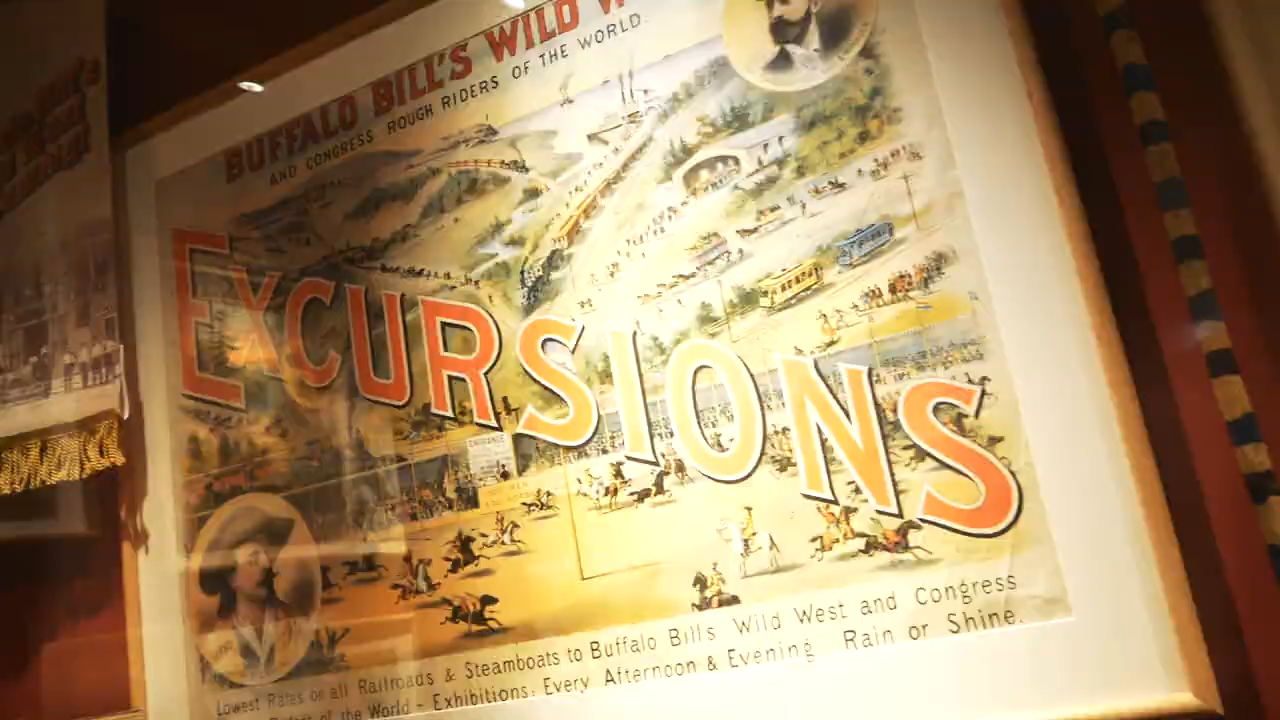 BUFFALO BILL'S WILD W
AND CONGRESS ROUGH RIDERS OF THE WORLD.
EXCURSIONS
ENTRANCE
Lowest Rates on all Railroads & Steamboats to Buffalo Bills Wild West and Congress
of the World - Exhibitions: Every Afternoon & Evening Rain or Shine.